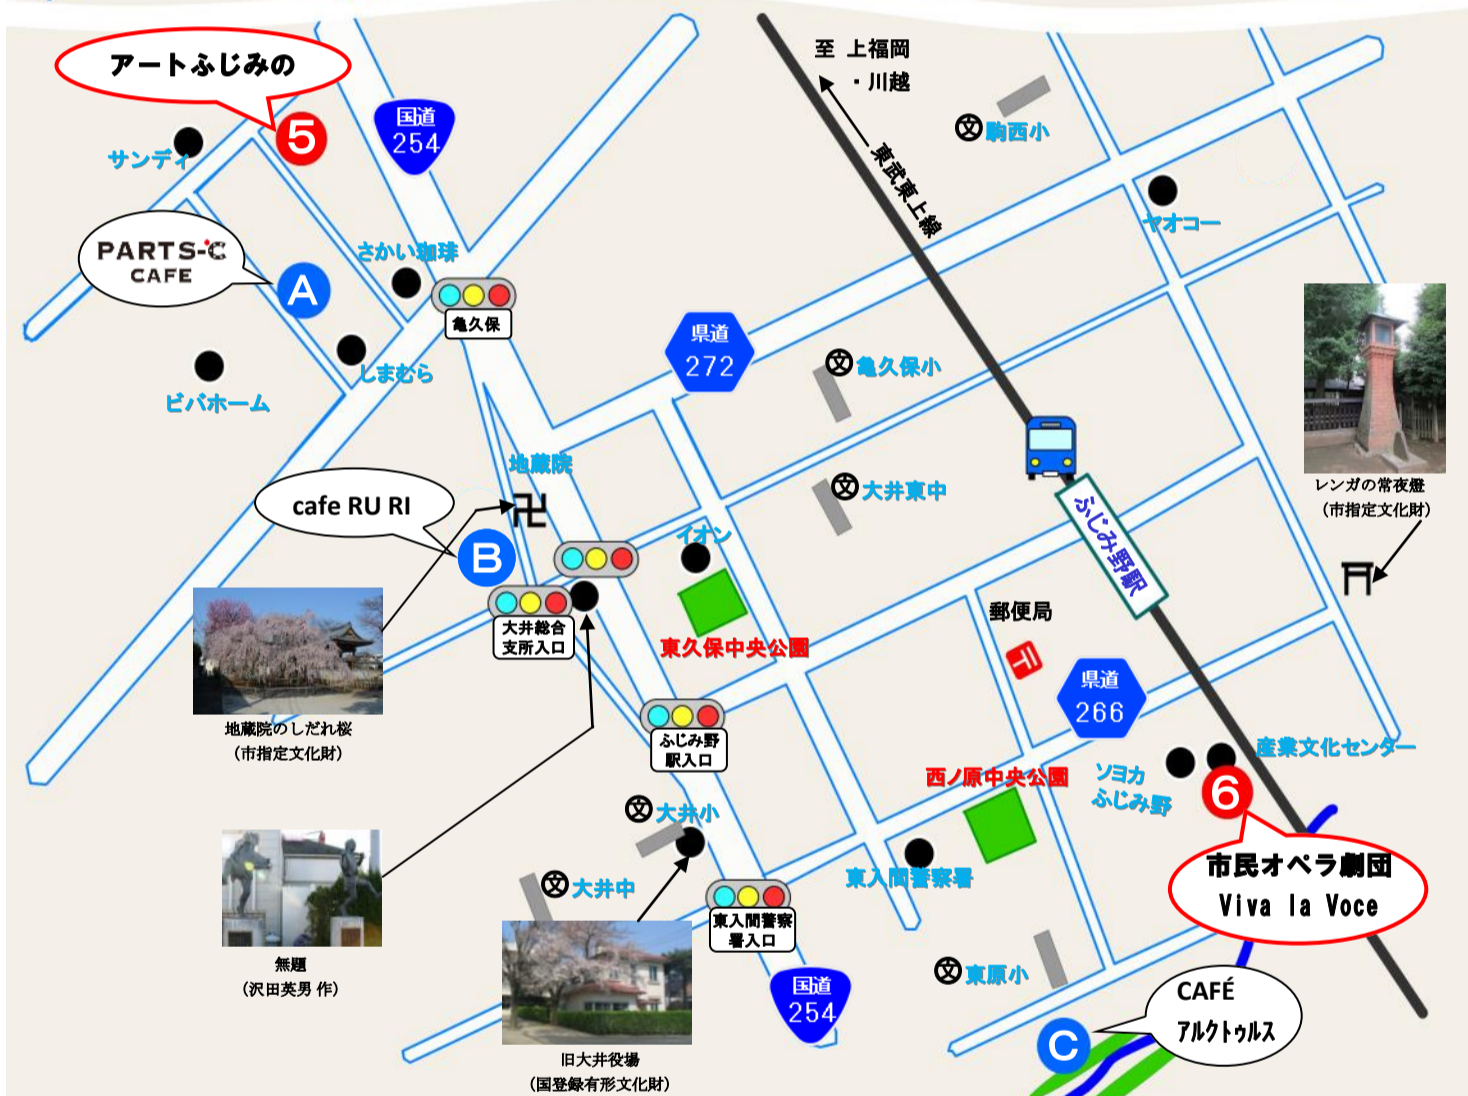 至 上福岡
・川越
アートふじみの
5
国道
254
駒西小
サンディ
東武東上線
ヤオコー
PARTS-℃
CAFE
A
さかい珈琲
亀久保
県道
272
亀久保小
しまむら
ビバホーム
地蔵院
大井東中
レンガの常夜燈
(市指定文化財)
cafe RU RI
B
イオン
ふじみ野駅
大井総合
支所入口
東久保中央公園
郵便局
〒
県道
266
地蔵院のしだれ桜
(市指定文化財)
ふじみ野
駅入口
産業文化センター
ソヨカ
ふじみ野
西ノ原中央公園
6
大井小
市民オペラ劇団
Viva la Voce
東入間警察署
大井中
東入間警察
署入口
無題
(沢田英男 作)
東原小
国道
254
CAFÉ
アルクトゥルス
C
旧大井役場
(国登録有形文化財)
文
文
文
文
文
文